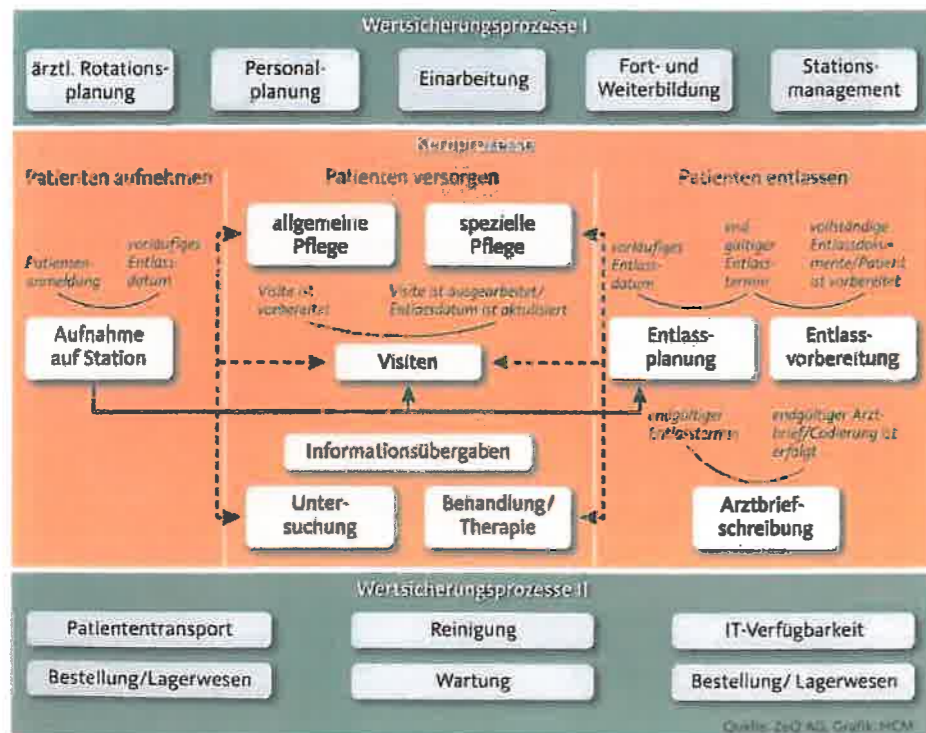 Wertsicherungsprozesse I
ärztl. Rotations-
planung
Personal-
planung
Einarbeitung
Fort- und
Weiterbildung
Stations-
management
Kernprozesse
Patienten aufnehmen
Patienten versorgen
Patienten entlassen
Patienten-
anmeldung
vorläufiges
Entlass-
datum
Aufnahme
auf Station
allgemeine
Pflege
spezielle
Pflege
Visite ist
vorbereitet
Visite ist ausgearbeitet/
Entlassdatum ist aktualisiert
Visiten
Informationsübergaben
Unter-
suchung
Behandlung/
Therapie
vorläufiges
Entlass-
datum
end
gültiger
Entlass-
termin
vollständige
Entlassdoku-
mente/Patient
ist vorbereitet
Entlass-
planung
Entlass-
vorbereitung
endgültiger
endgültiger Arzt-
brief/Codierung ist
erfolgt
Arztbrief-
schreibung
Wertsicherungsprozesse II
Patiententransport
Reinigung
IT-Verfügbarkeit
Bestellung/Lagerwesen
Wartung
Bestellung/ Lagerwesen
Quelle: ZeQ AG, Grafik: HCM